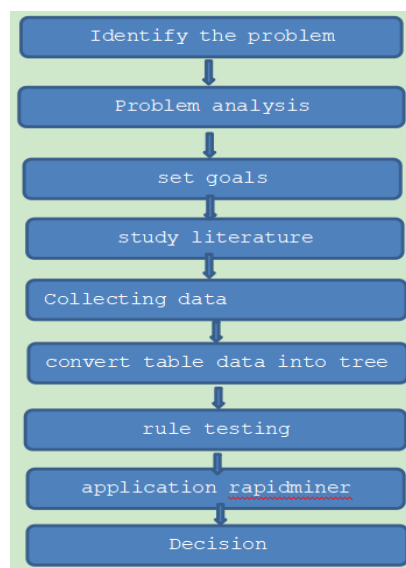 Identify the problem
Problem analysis
set goals
study literature
Collecting data
convert table data into tree
rule testing
application rapidminer
Decision